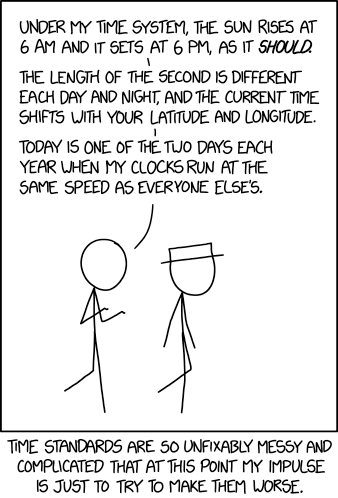 UNDER MY TIME SYSTEM, THE SUN RISES AT
6 AM AND IT SETS AT 6 PM, AS IT SHOULD.
THE LENGTH OF THE SECOND IS DIFFERENT
EACH DAY AND NIGHT, AND THE CURRENT TIME
SHIFTS WITH YOUR LATITUDE AND LONGITUDE.
TODAY IS ONE OF THE TWO DAYS EACH
YEAR WHEN MY CLOCKS RUN AT THE
SAME SPEED AS EVERYONE ELSE'S.
TIME STANDARDS ARE SO UNFIXABLY MESSY AND
COMPLICATED THAT AT THIS POINT MY IMPULSE
IS JUST TO TRY TO MAKE THEM WORSE.